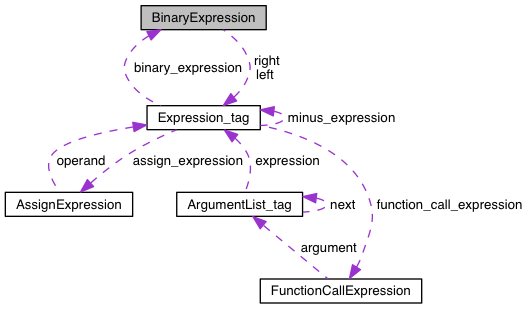 BinaryExpression
right
left
binary_expression
Expression_tag
minus_expression
operand
assign_expression
expression
AssignExpression
ArgumentList_tag
next
function_call_expression
argument
FunctionCallExpression